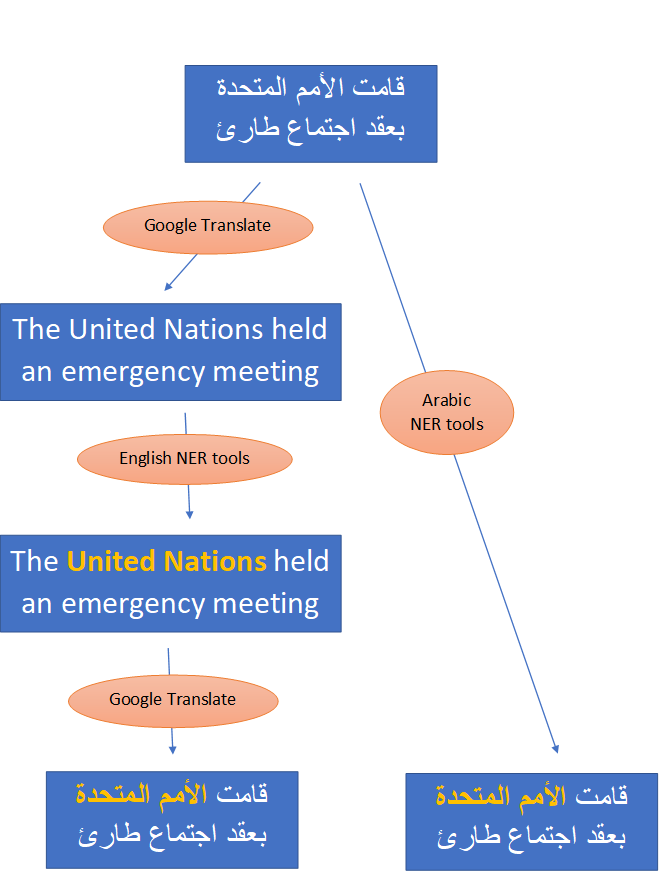 قامت الأمم المتحدة
بعقد اجتماع طارئ
Google Translate
The United Nations held
an emergency meeting
Arabic
NER tools
English NER tools
The United Nations held
an emergency meeting
Google Translate
قامت الأمم المتحدة
بعقد اجتماع طارئ
قامت الأمم المتحدة
بعقد اجتماع طارئ